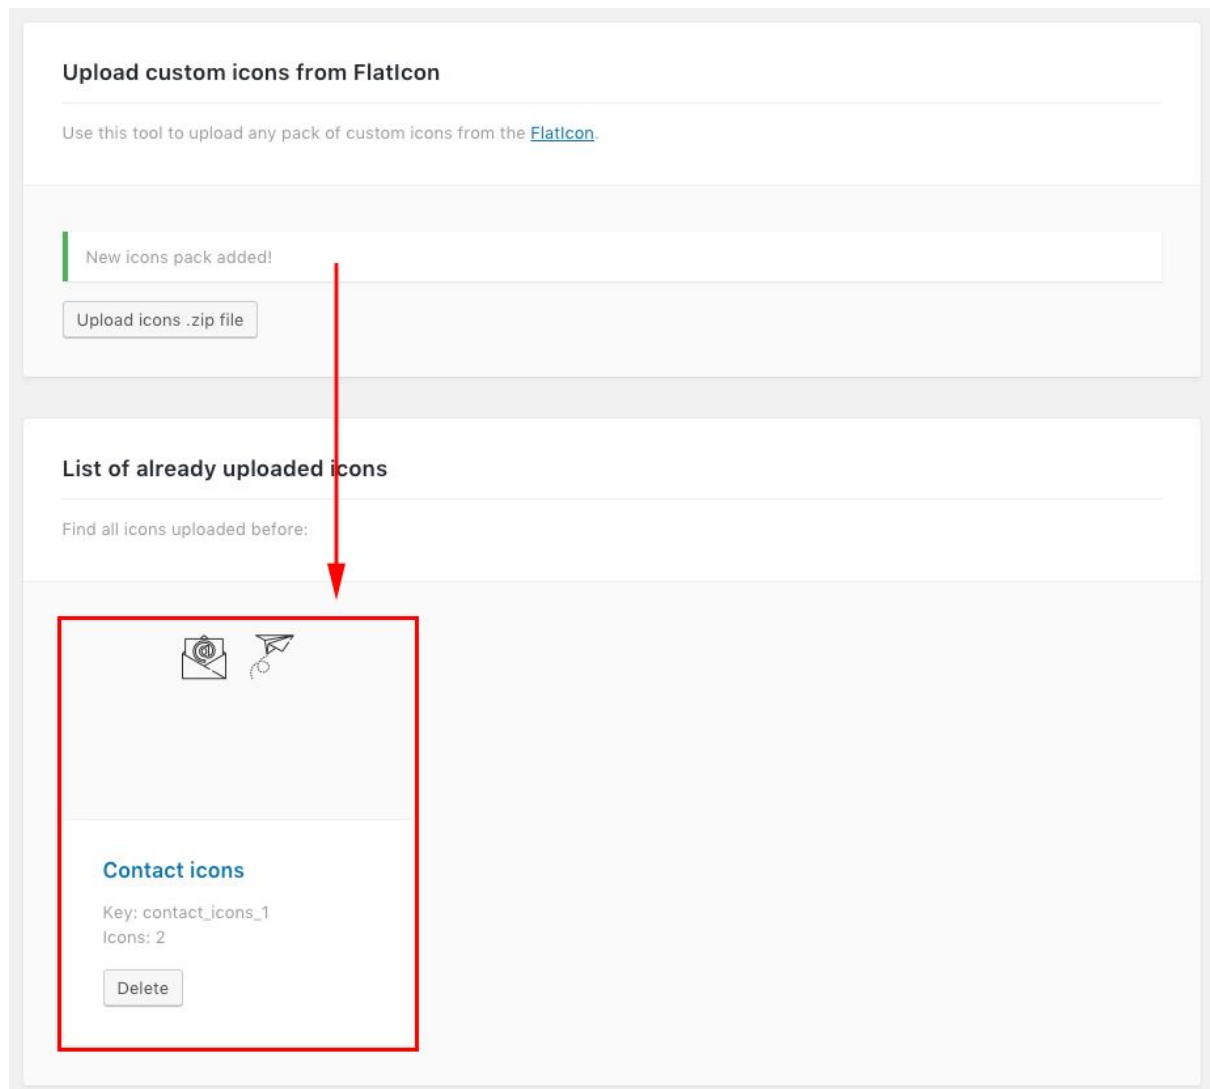 Upload custom icons from FlatIcon
Use this tool to upload any pack of custom icons from the FlatIcon.
New icons pack added!
Upload icons .zip file
List of already uploaded icons
Find all icons uploaded before:
@
Contact icons
Key: contact_icons_1
Icons: 2
Delete